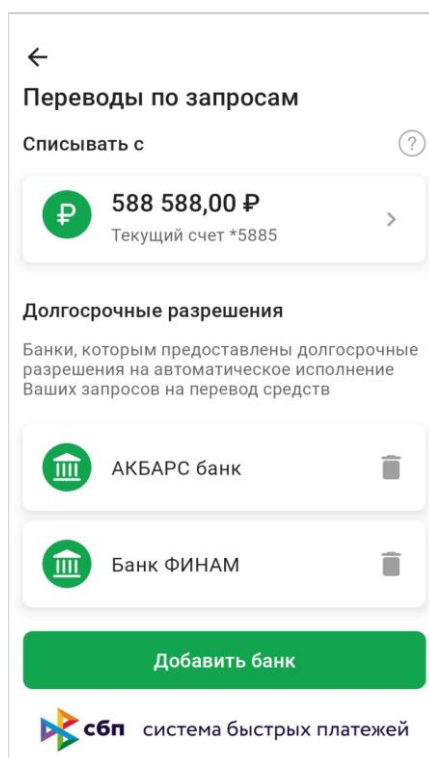 Переводы по запросам
Списывать с
?
588 588,00 ₽
Текущий счет *5885
Долгосрочные разрешения
Банки, которым предоставлены долгосрочные
разрешения на автоматическое исполнение
Ваших запросов на перевод средств
АКБАРС банк
Банк ФИНАМ
Добавить банк
сбп система быстрых платежей